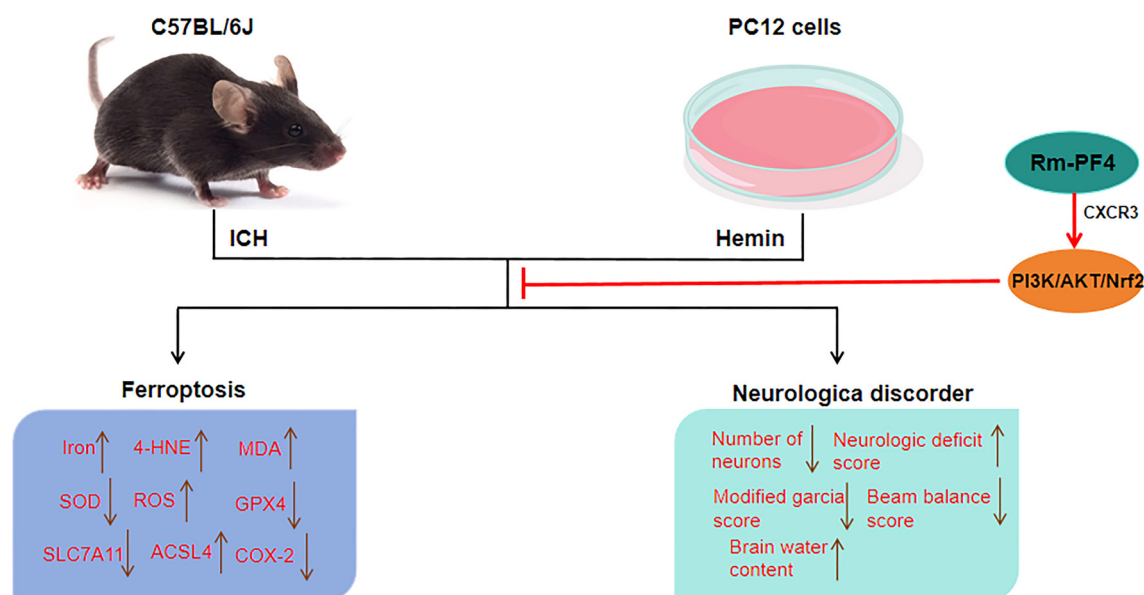 C57BL/6J
PC12 cells
Rm-PF4
CXCR3
ICH
Hemin
PI3K/AKT/Nrf2
Ferroptosis
Neurologica discorder
Iron
4-HNE
MDA
SOD
ROS
GPX4
SLC7A11
ACSL4
COX-2
Number of
neurons
Neurologic deficit
score
Modified garcia
score
Beam balance
score
Brain water
content